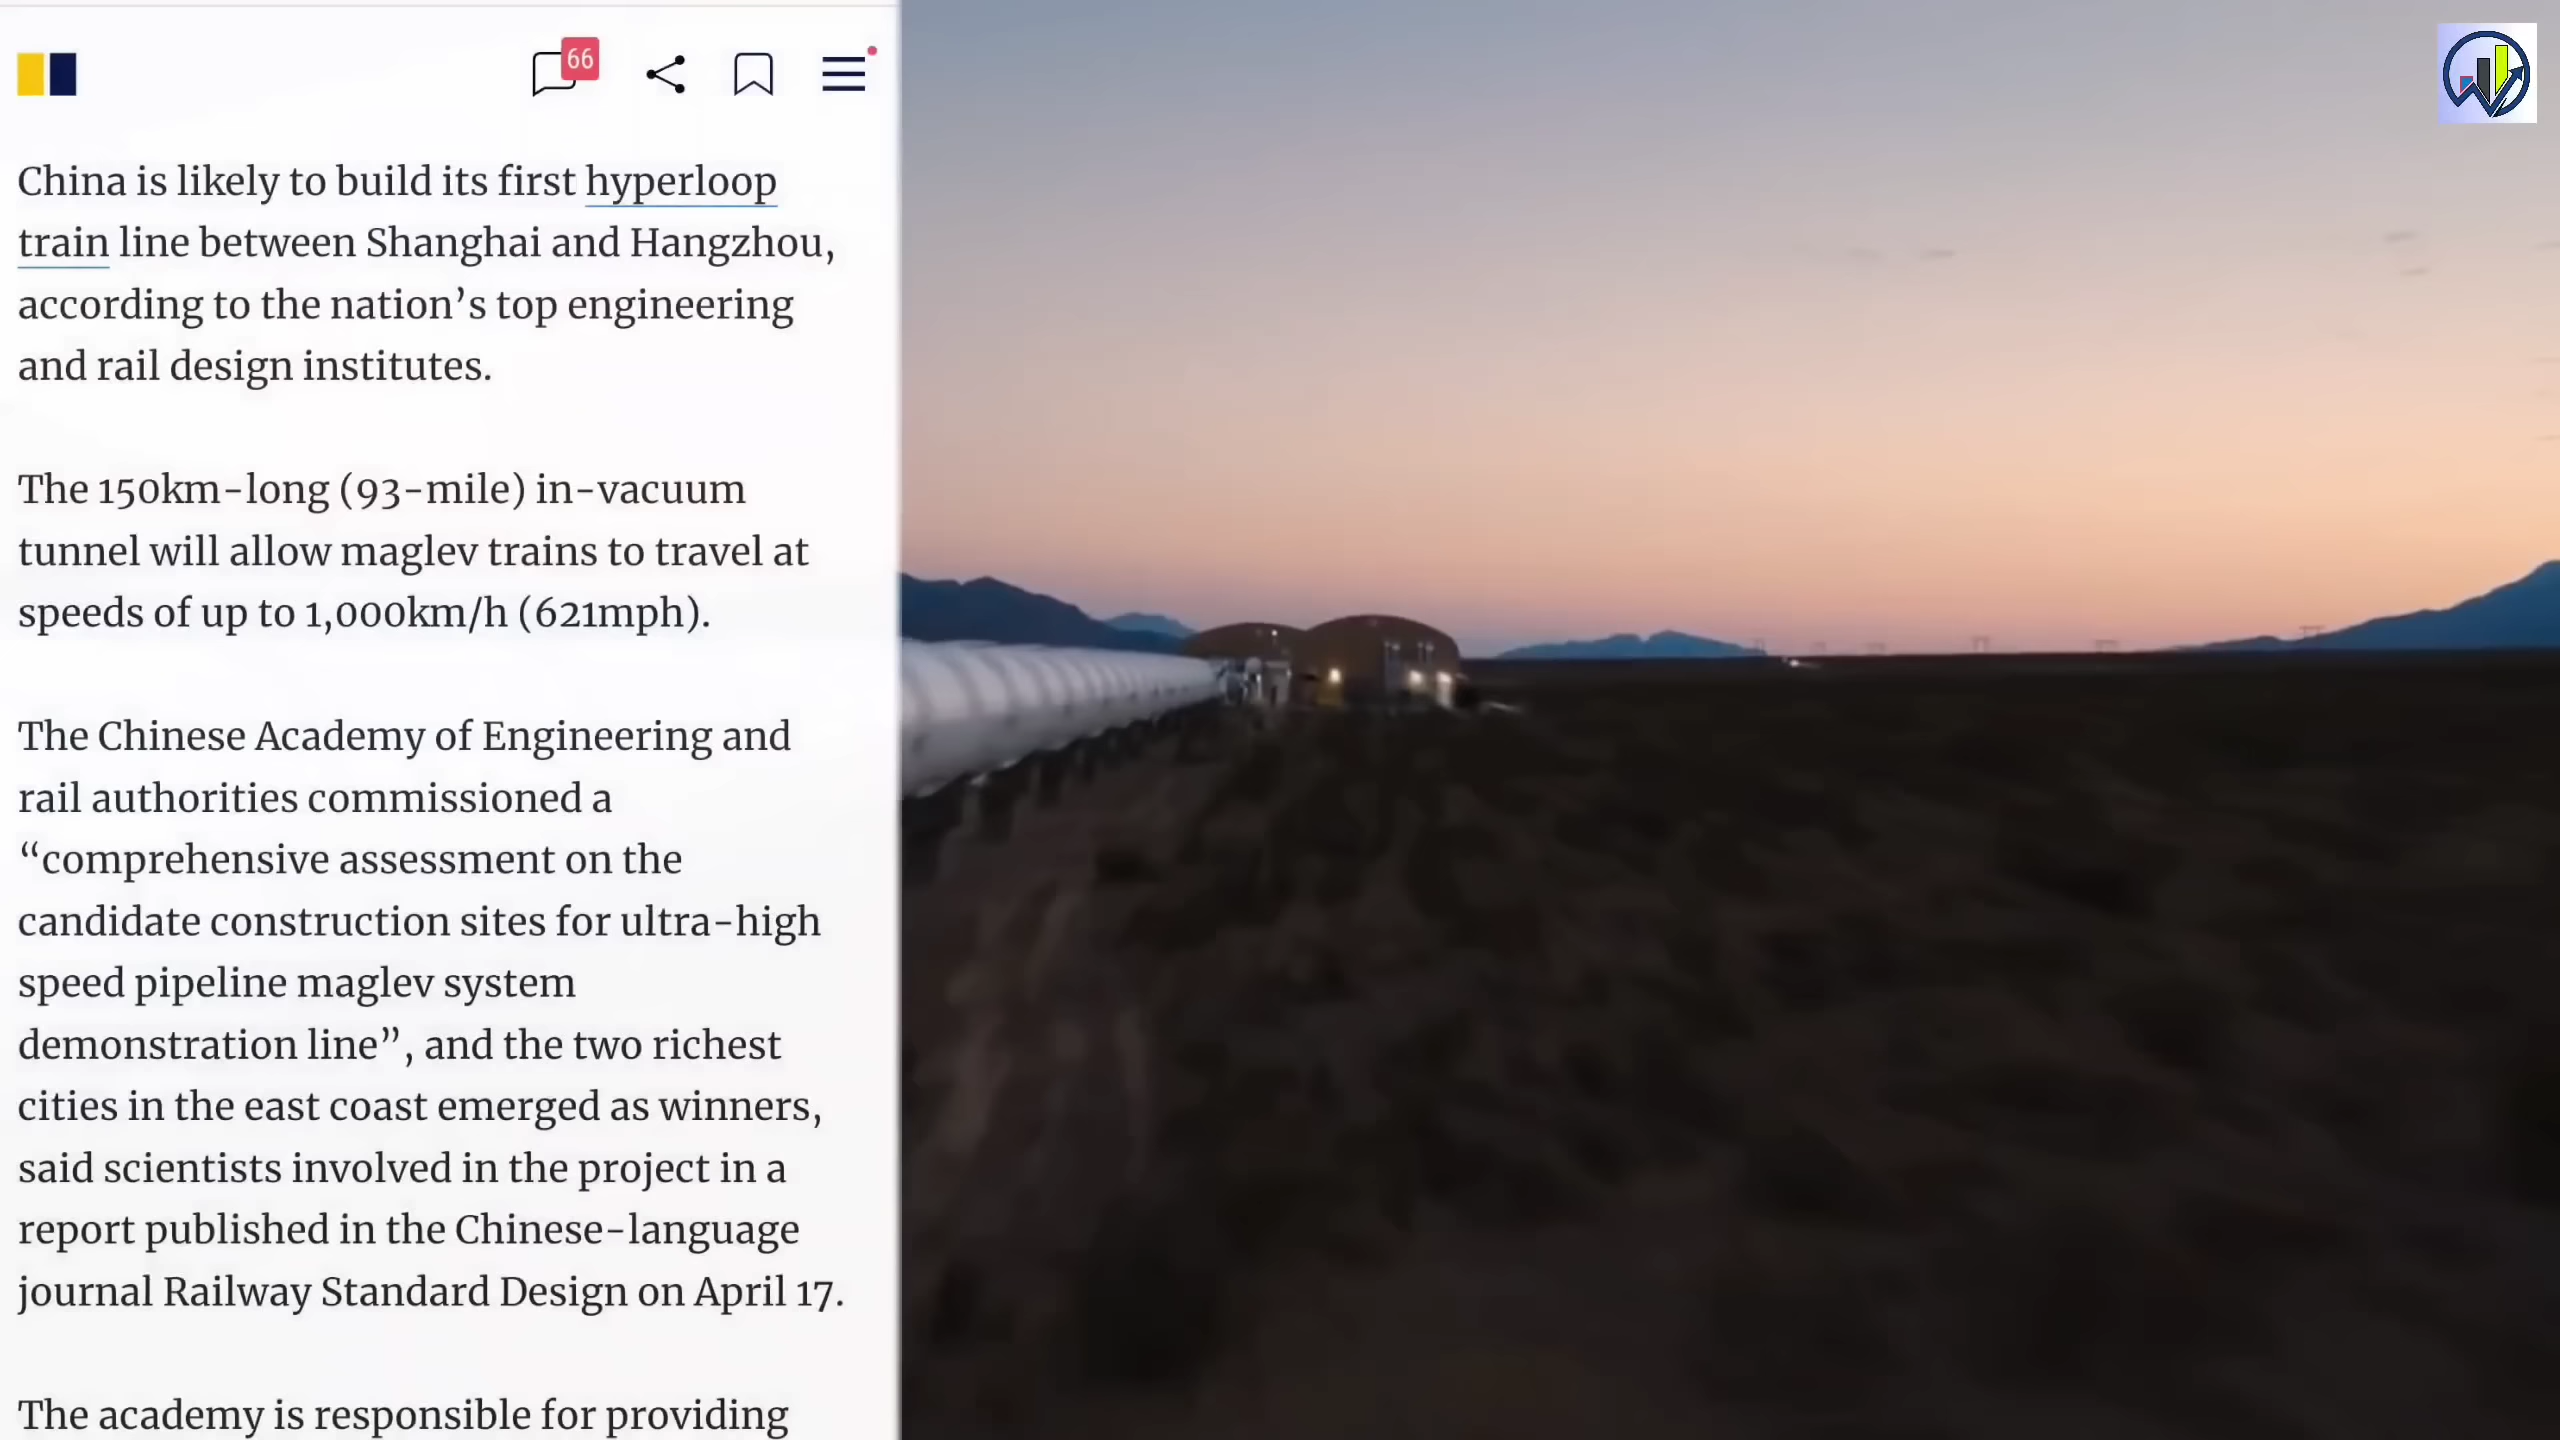 66
China is likely to build its first hyperloop
train line between Shanghai and Hangzhou,
according to the nation’s top engineering
and rail design institutes.
The 150km-long (93-mile) in-vacuum
tunnel will allow maglev trains to travel at
speeds of up to 1,000km/h (621mph).
The Chinese Academy of Engineering and
rail authorities commissioned a
“comprehensive assessment on the
candidate construction sites for ultra-high
speed pipeline maglev system
demonstration line”, and the two richest
cities in the east coast emerged as winners,
said scientists involved in the project in a
report published in the Chinese-language
journal Railway Standard Design on April 17.
The academy is responsible for providing